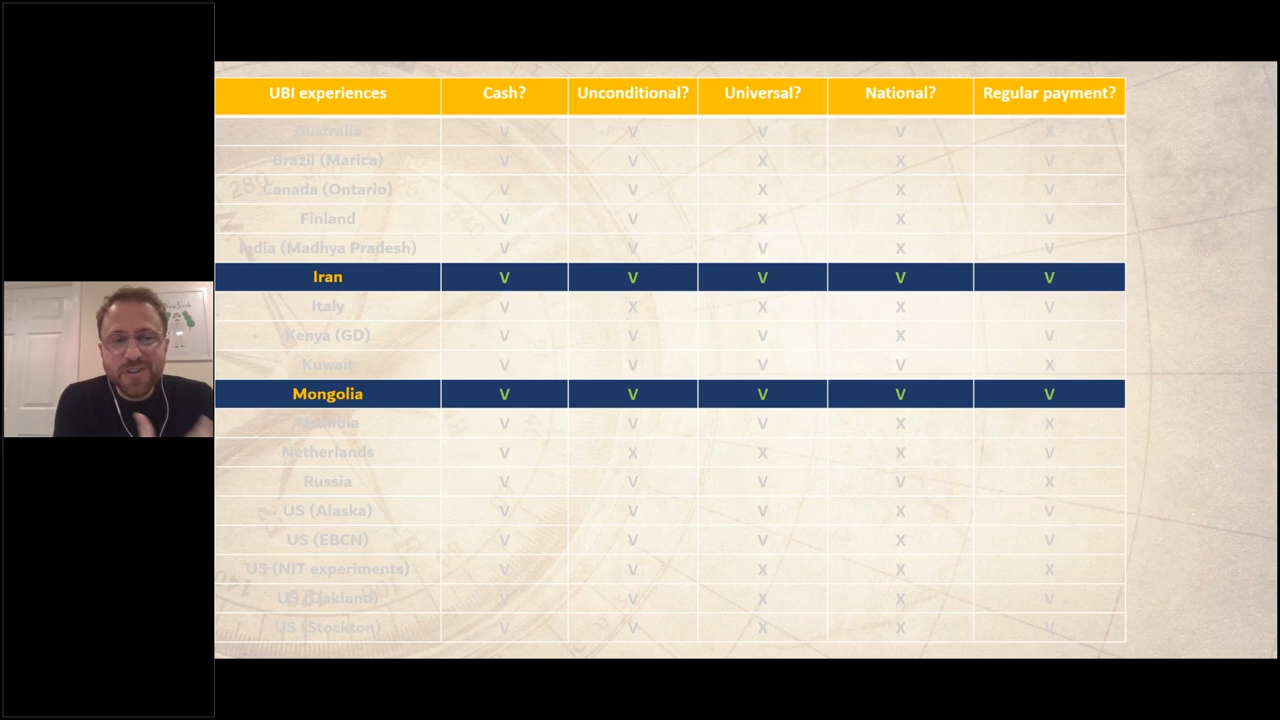 UBI experiences Cash? Unconditional? Universal? National? Regular payment?
Australia V V V V X
Brazil (Marica) V V X X V
Canada (Ontario) V V X X V
Finland V V X X V
India (Madhya Pradesh) V V V X V
Iran V V V V V
Italy V X X X V
Kenya (GD) V V V X V
Kuwait V V V X X
Mongolia V V V V V
Namibia V V V X X
Netherlands V X X X V
Russia V V V V X
US (Alaska) V V V X V
US (EBCN) V V V X V
US (NIT experiments) V V X X X
US (Oakland) V V X X V
US (Stockton) V V X X V